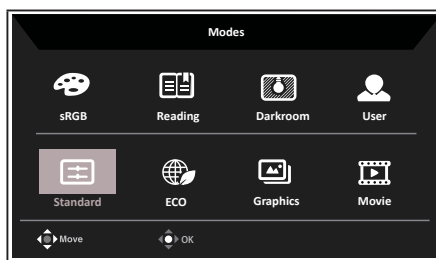 Modes
sRGB Reading Darkroom User
Standard ECO Graphics Movie
Move OK